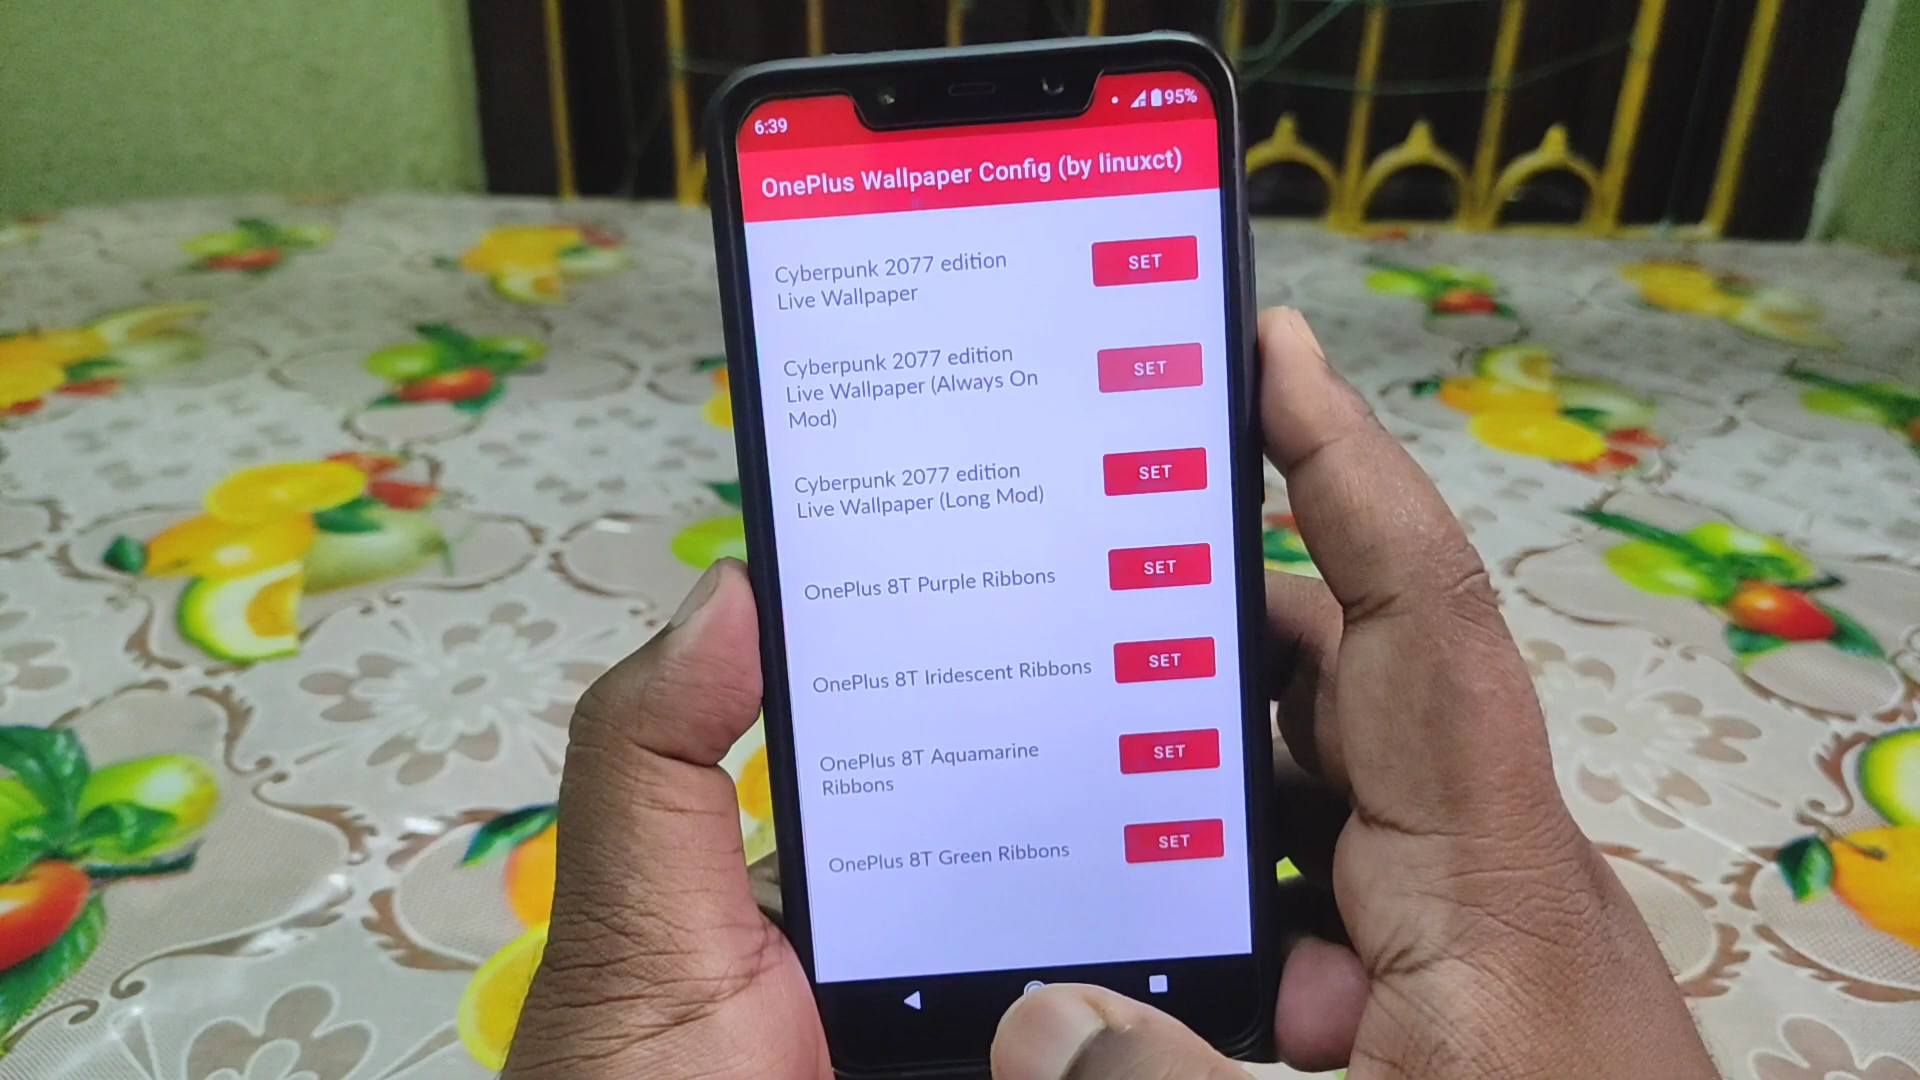 6:39
95%
OnePlus Wallpaper Config (by linuxct)
Cyberpunk 2077 edition
Live Wallpaper
SET
Cyberpunk 2077 edition
Live Wallpaper (Always On
Mod)
SET
Cyberpunk 2077 edition
Live Wallpaper (Long Mod)
SET
OnePlus 8T Purple Ribbons
SET
OnePlus 8T Iridescent Ribbons
SET
OnePlus 8T Aquamarine
Ribbons
SET
OnePlus 8T Green Ribbons
SET